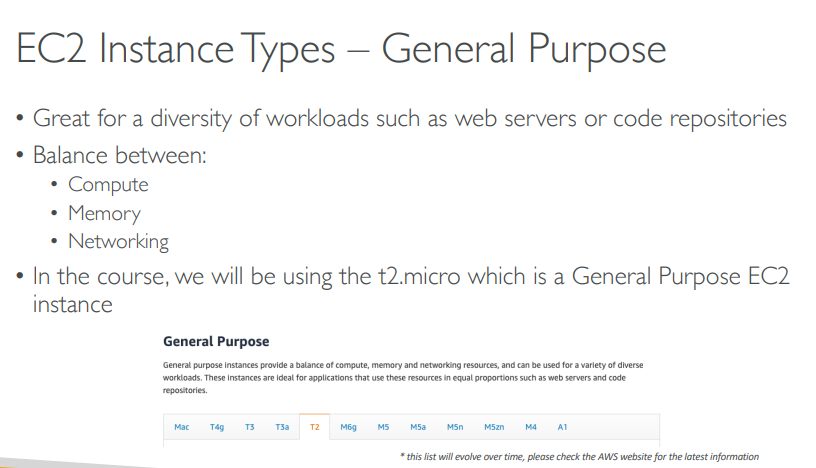 EC2 Instance Types – General Purpose
• Great for a diversity of workloads such as web servers or code repositories
• Balance between:
• Compute
• Memory
• Networking
• In the course, we will be using the t2.micro which is a General Purpose EC2
instance
General Purpose
General purpose instances provide a balance of compute, memory and networking resources, and can be used for a variety of diverse
workloads. These instances are ideal for applications that use these resources in equal proportions such as web servers and code
repositories.
Mac T4g T3 T3a T2 M6g M5 M5a M5n M5zn M4 A1
* this list will evolve over time, please check the AWS website for the latest information